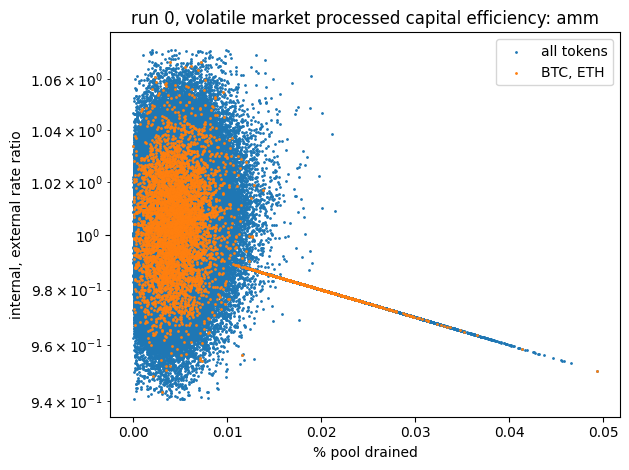 run 0, volatile market processed capital efficiency: amm
all tokens
BTC, ETH
internal, external rate ratio
1.06 × 10⁰
1.04 × 10⁰
1.02 × 10⁰
10⁰
9.8 × 10⁻¹
9.6 × 10⁻¹
9.4 × 10⁻¹
0.00 0.01 0.02 0.03 0.04 0.05
% pool drained